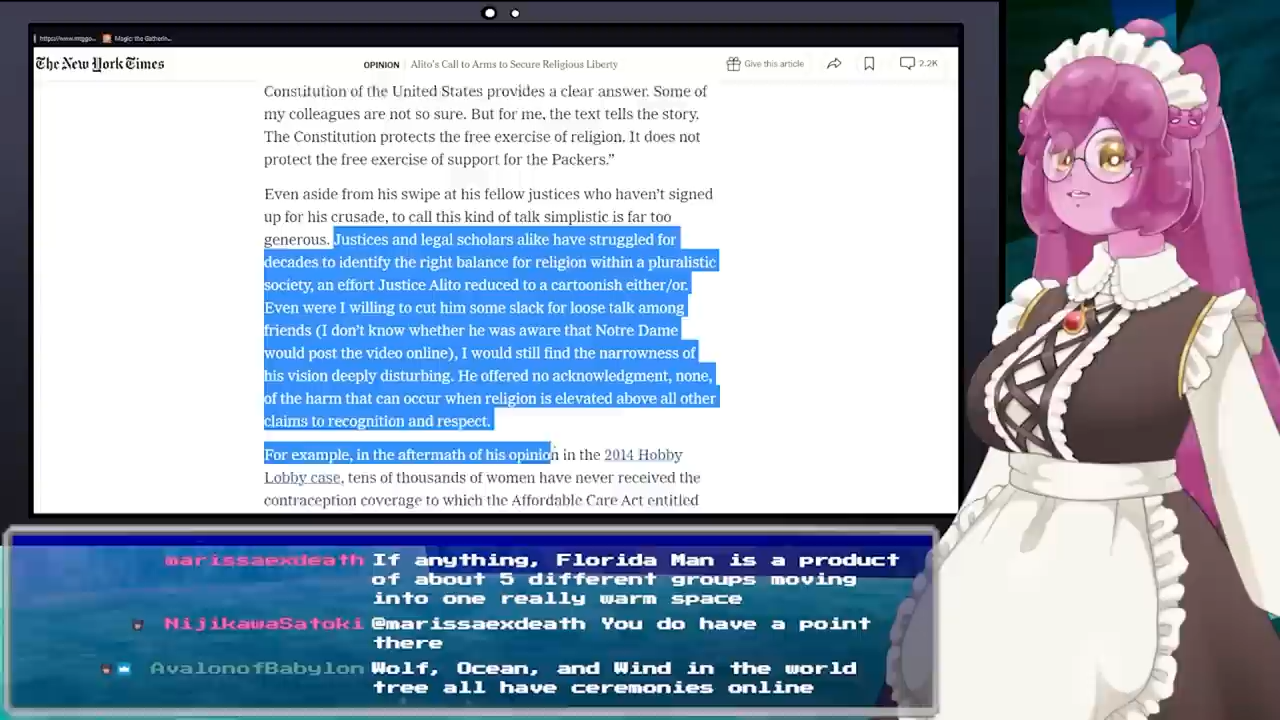 https://www.mtggo... Magic: the Gatherin...
The New York Times
OPINION | Alito's Call to Arms to Secure Religious Liberty
Give this article
2.2K
Constitution of the United States provides a clear answer. Some of
my colleagues are not so sure. But for me, the text tells the story.
The Constitution protects the free exercise of religion. It does not
protect the free exercise of support for the Packers.”
Even aside from his swipe at his fellow justices who haven’t signed
up for his crusade, to call this kind of talk simplistic is far too
generous. Justices and legal scholars alike have struggled for
decades to identify the right balance for religion within a pluralistic
society, an effort Justice Alito reduced to a cartoonish either/or.
Even were I willing to cut him some slack for loose talk among
friends (I don’t know whether he was aware that Notre Dame
would post the video online), I would still find the narrowness of
his vision deeply disturbing. He offered no acknowledgment, none,
of the harm that can occur when religion is elevated above all other
claims to recognition and respect.
For example, in the aftermath of his opinion in the 2014 Hobby
Lobby case, tens of thousands of women have never received the
contraception coverage to which the Affordable Care Act entitled
marissaexdeath If anything, Florida Man is a product
of about 5 different groups moving
into one really warm space
NijikawaSatoki @marissaexdeath You do have a point
there
AvalonofBabylon Wolf, Ocean, and Wind in the world
tree all have ceremonies online